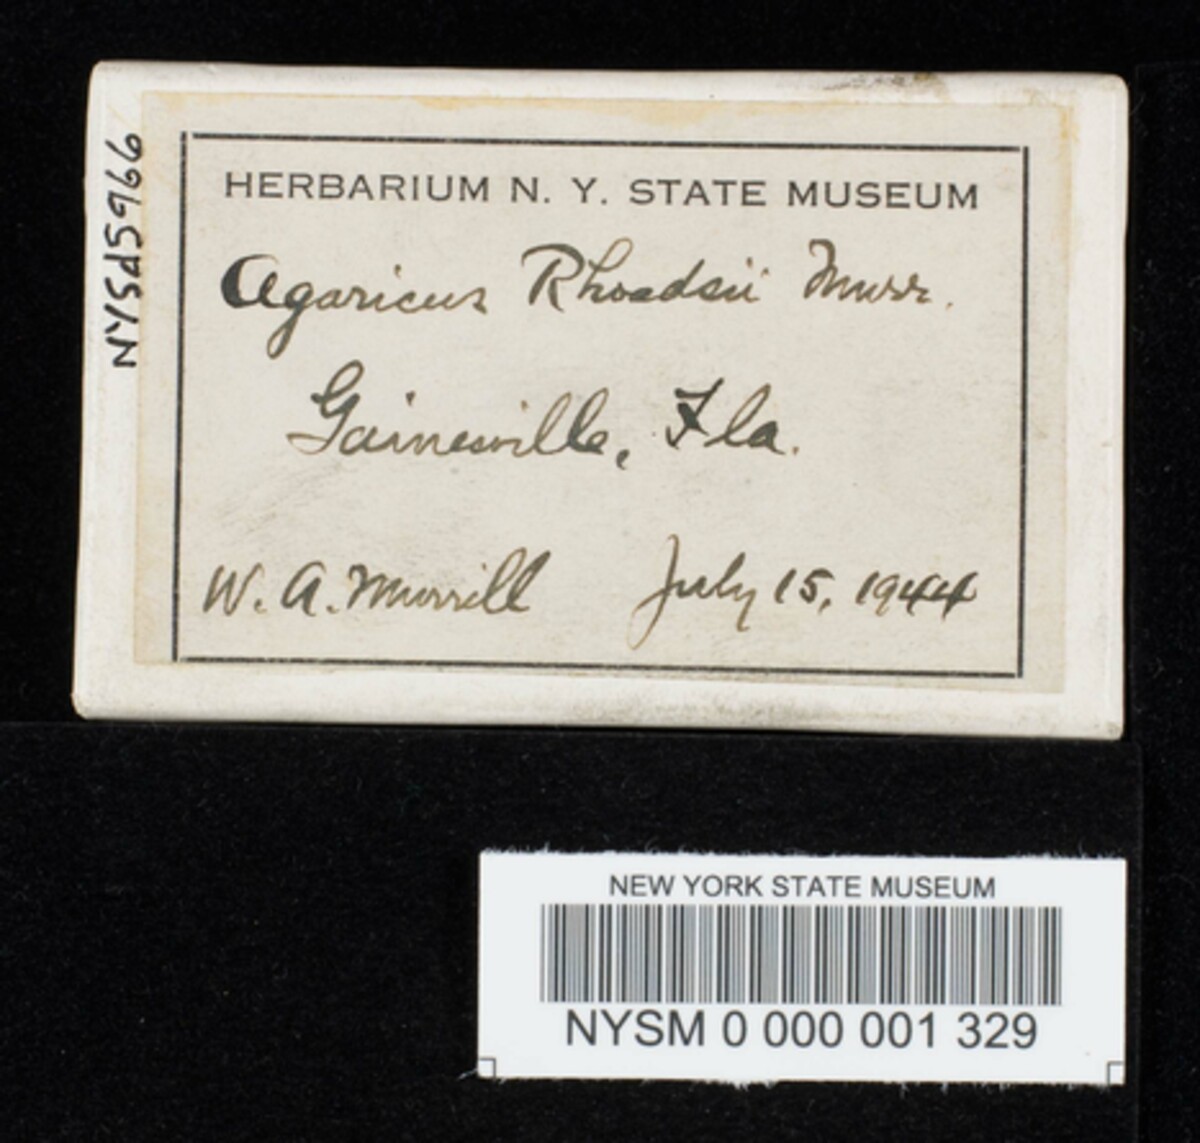 HERBARIUM N. Y. STATE MUSEUM
Agaricus Rhoadsii Murr.
Gainesville, Fla.
W. A. Murrill July 15, 1944
NYSd5966
NEW YORK STATE MUSEUM
NYSM 0 000 001 329